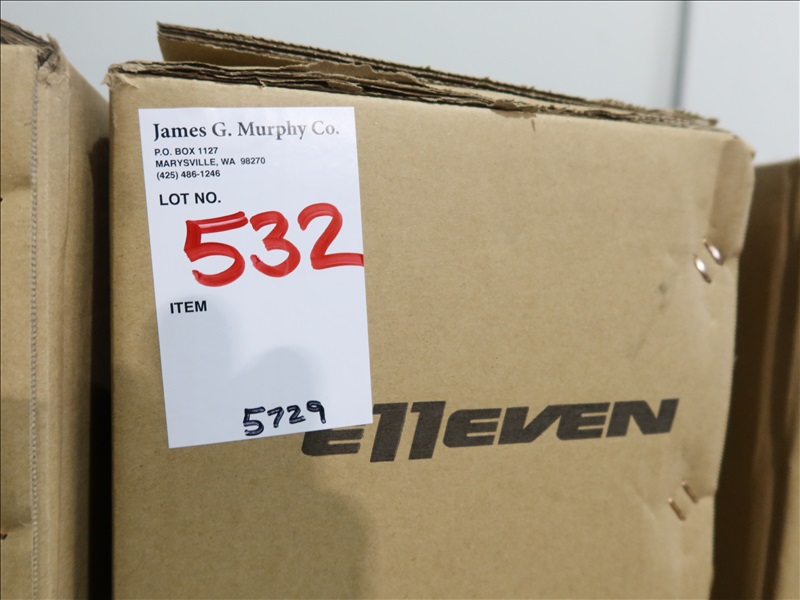 James G. Murphy Co.
P.O. BOX 1127
MARYSVILLE, WA 98270
(425) 486-1246
LOT NO.
532
ITEM
5729
e11even